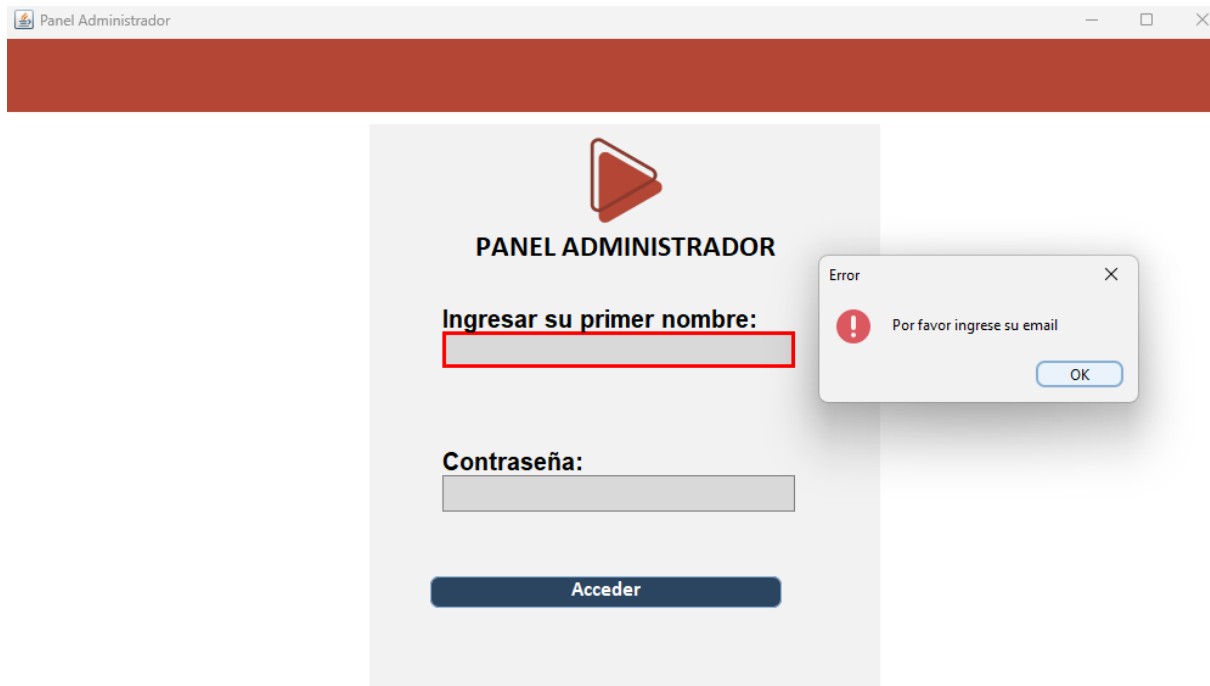 Panel Administrador
PANEL ADMINISTRADOR
Ingresar su primer nombre:
Error
Por favor ingrese su email
OK
Contraseña:
Acceder